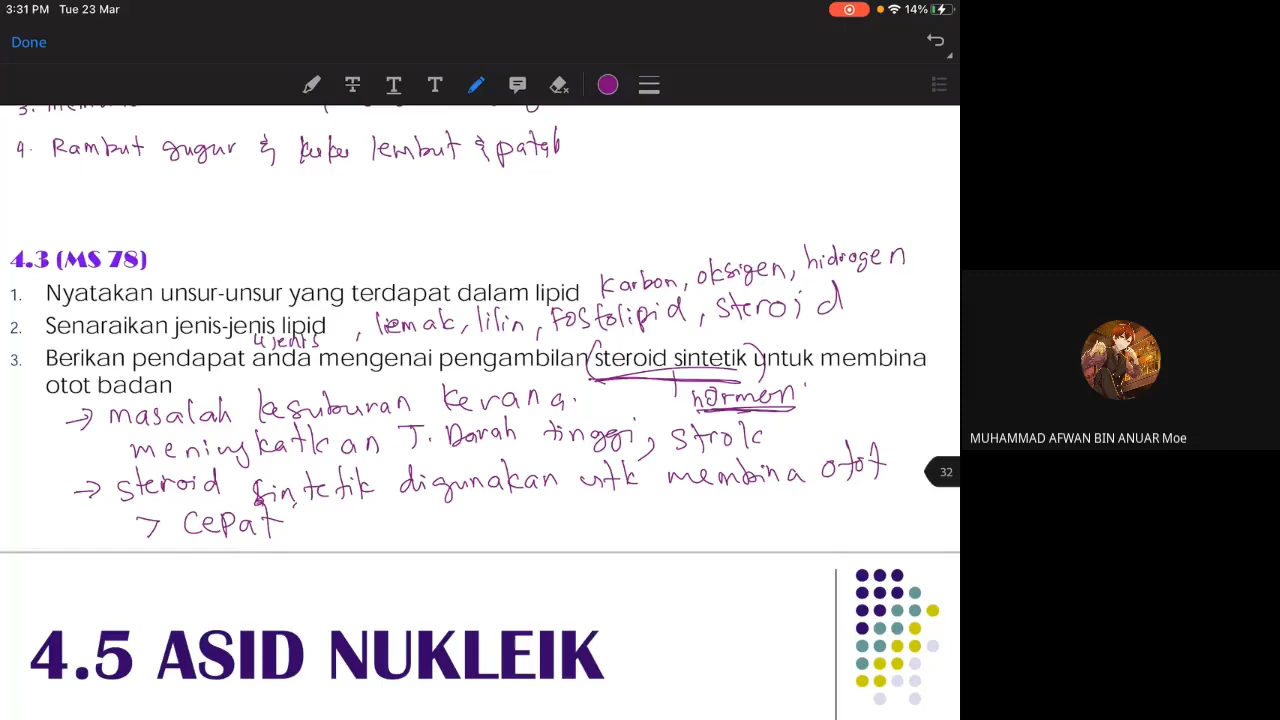 3:31 PM Tue 23 Mar
14%
Done
4. Rambut gugur & kuku lembut & patah
4.3 (MS 78)
karbon, oksigen, hidrogen
1. Nyatakan unsur-unsur yang terdapat dalam lipid
2. Senaraikan jenis-jenis lipid , lemak, lilin, fosfolipid, steroid
4 jenis
3. Berikan pendapat anda mengenai pengambilan (steroid sintetik) untuk membina
otot badan
hormon
→ masalah kesuburan kerana.
meningkatkan T. Darah tinggi, strok
→ steroid sintetik digunakan utk membina otot
> cepat
32
4.5 ASID NUKLEIK
MUHAMMAD AFWAN BIN ANUAR Moe